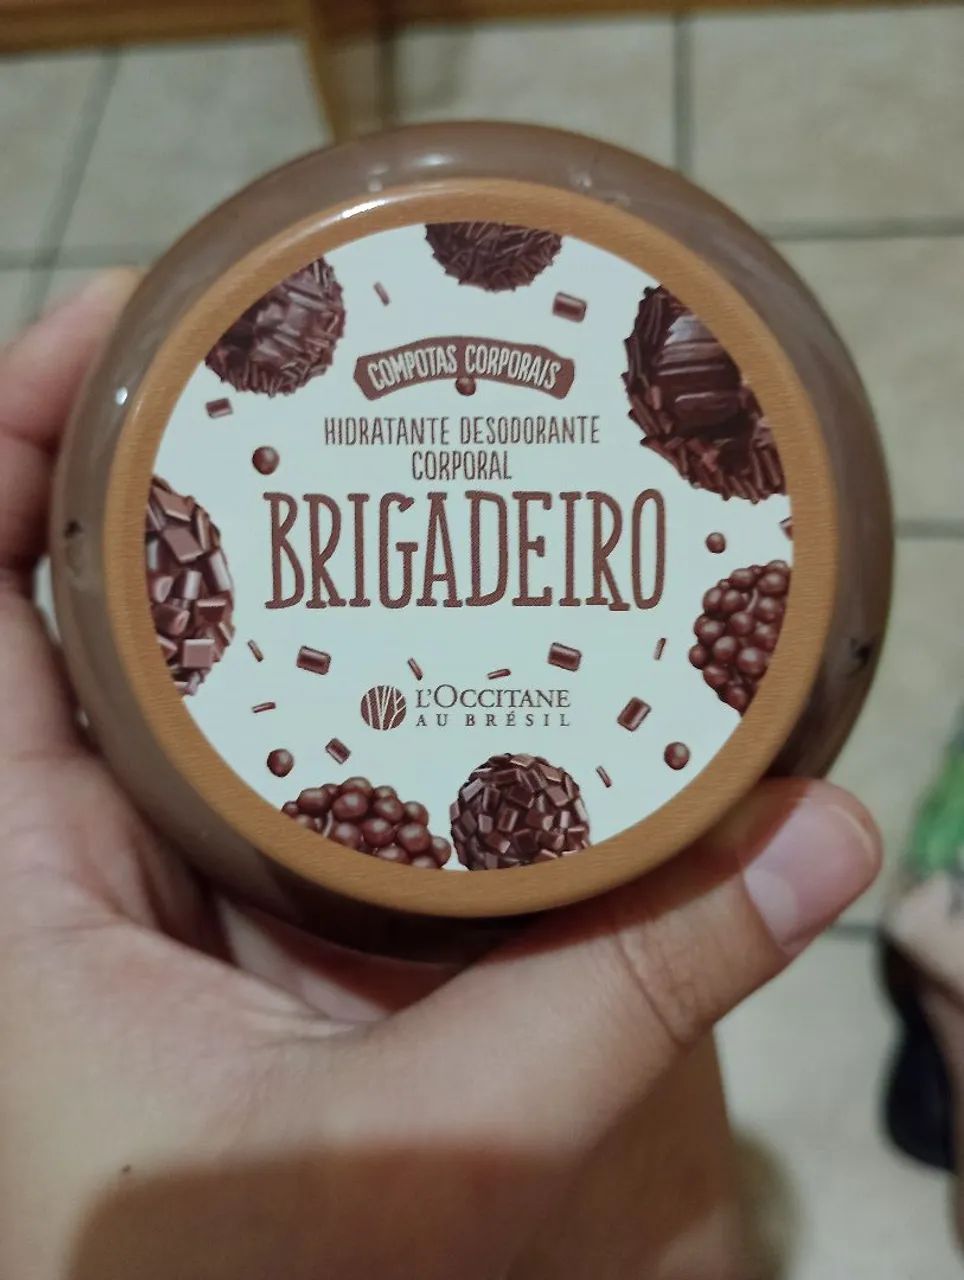 COMPOTAS CORPORAIS
HIDRATANTE DESODORANTE
CORPORAL
BRIGADEIRO
L'OCCITANE
AU BRÉSIL